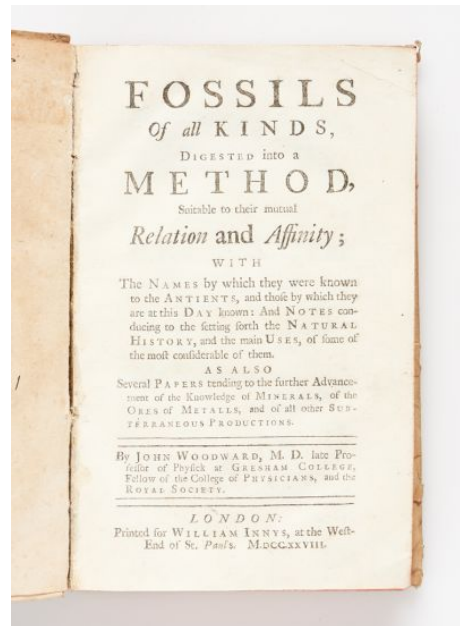 FOSSILS
Of all KINDS,
DIGESTED into a
METHOD,
Suitable to their mutual
Relation and Affinity;
WITH
The NAMES by which they were known
to the ANTIENTS, and thoſe by which they
are at this DAY known: And NOTES con-
ducing to the ſetting forth the NATURAL
HISTORY, and the main USES, of ſome of
the moſt conſiderable of them.
AS ALSO
Several PAPERS tending to the further Advance-
ment of the Knowledge of MINERALS, of the
ORES of METALLS, and of all other SUB-
TERRANEOUS PRODUCTIONS.
By JOHN WOODWARD, M. D. late Pro-
feſſor of Phyſick at GRESHAM COLLEGE,
Fellow of the College of PHYSICIANS, and the
ROYAL SOCIETY.
LONDON:
Printed for WILLIAM INNYS, at the Weſt-
End of St. Paul's. M.DCC.XXVIII.